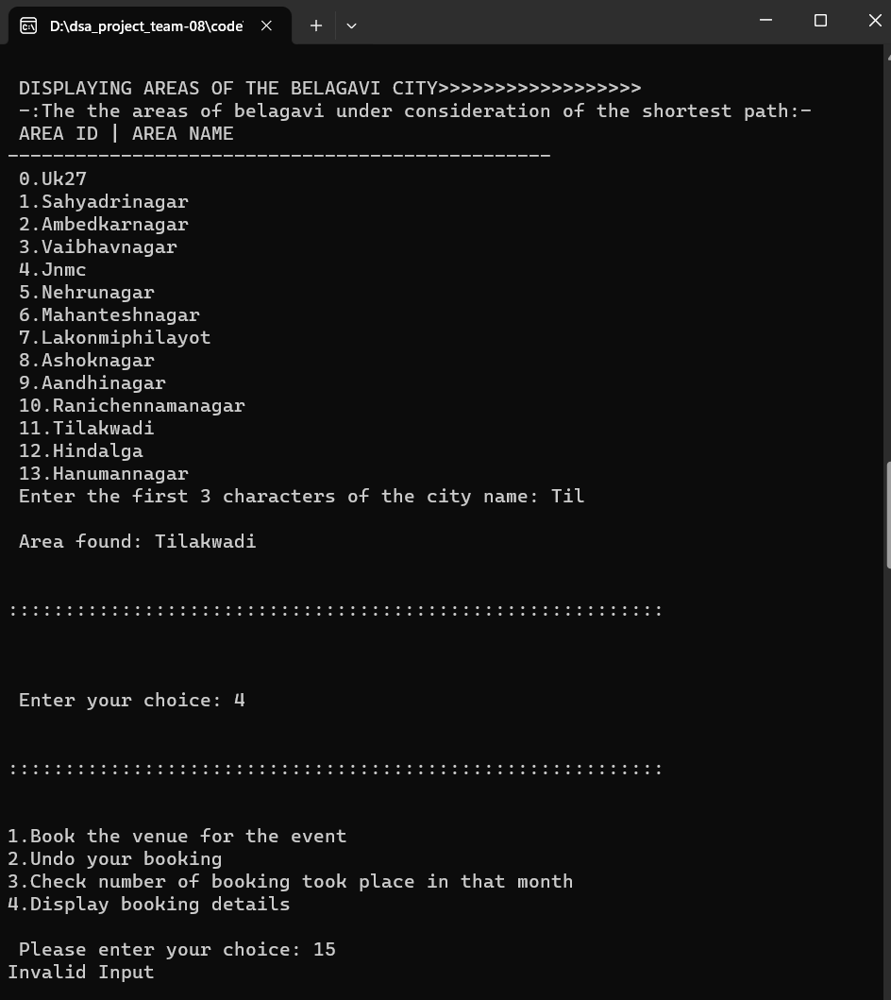 D:\dsa_project_team-08\code
DISPLAYING AREAS OF THE BELAGAVI CITY>>>>>>>>>>>>>>>>>>
-:The the areas of belagavi under consideration of the shortest path:-
AREA ID | AREA NAME
------------------------------------------------
0.Uk27
1.Sahyadrinagar
2.Ambedkarnagar
3.Vaibhavnagar
4.Jnmc
5.Nehrunagar
6.Mahanteshnagar
7.Lakonmiphilayot
8.Ashoknagar
9.Aandhinagar
10.Ranichennamanagar
11.Tilakwadi
12.Hindalga
13.Hanumannagar
Enter the first 3 characters of the city name: Til
Area found: Tilakwadi
::::::::::::::::::::::::::::::::::::::::::::::::::::::::::
Enter your choice: 4
::::::::::::::::::::::::::::::::::::::::::::::::::::::::::
1.Book the venue for the event
2.Undo your booking
3.Check number of booking took place in that month
4.Display booking details
Please enter your choice: 15
Invalid Input